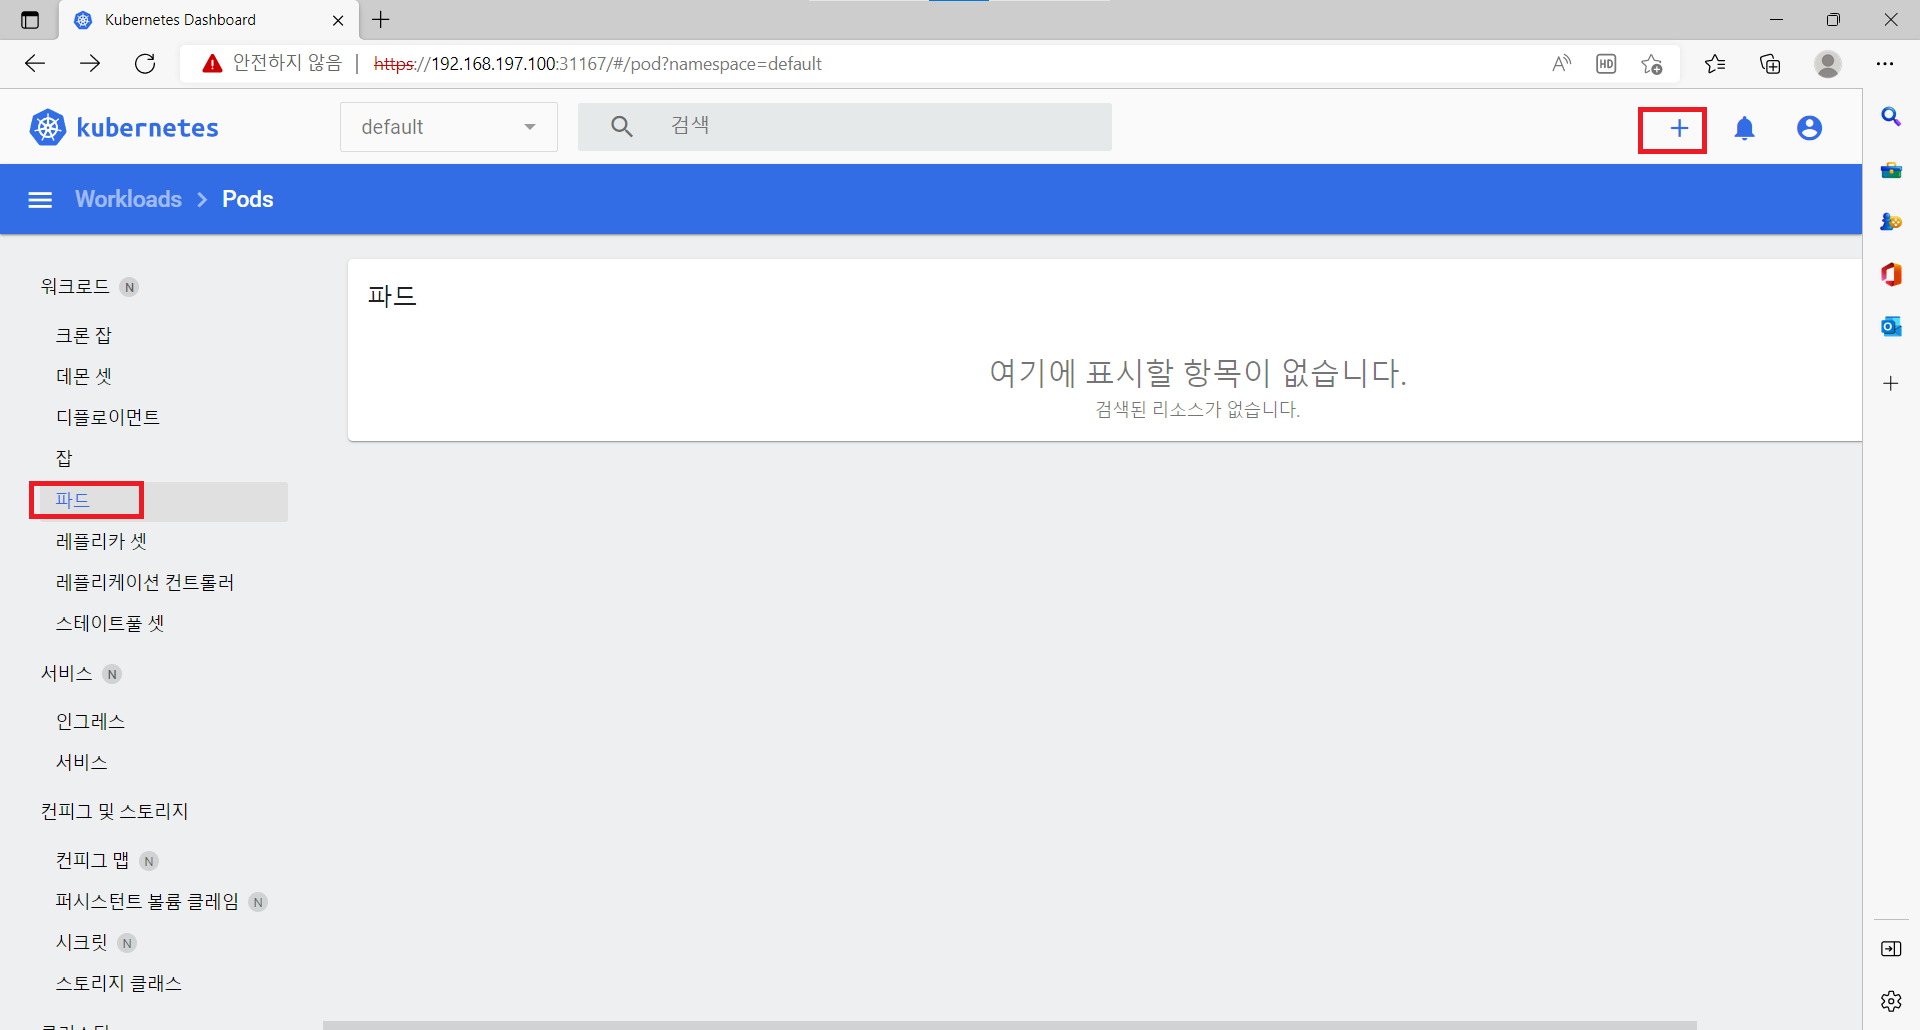 Kubernetes Dashboard
안전하지 않음 | https://192.168.197.100:31167/#/pod?namespace=default
HD
kubernetes
default
검색
Workloads > Pods
워크로드 N
크론 잡
데몬 셋
디플로이먼트
잡
파드
레플리카 셋
레플리케이션 컨트롤러
스테이트풀 셋
서비스 N
인그레스
서비스
컨피그 및 스토리지
컨피그 맵 N
퍼시스턴트 볼륨 클레임 N
시크릿 N
스토리지 클래스
파드
여기에 표시할 항목이 없습니다.
검색된 리소스가 없습니다.